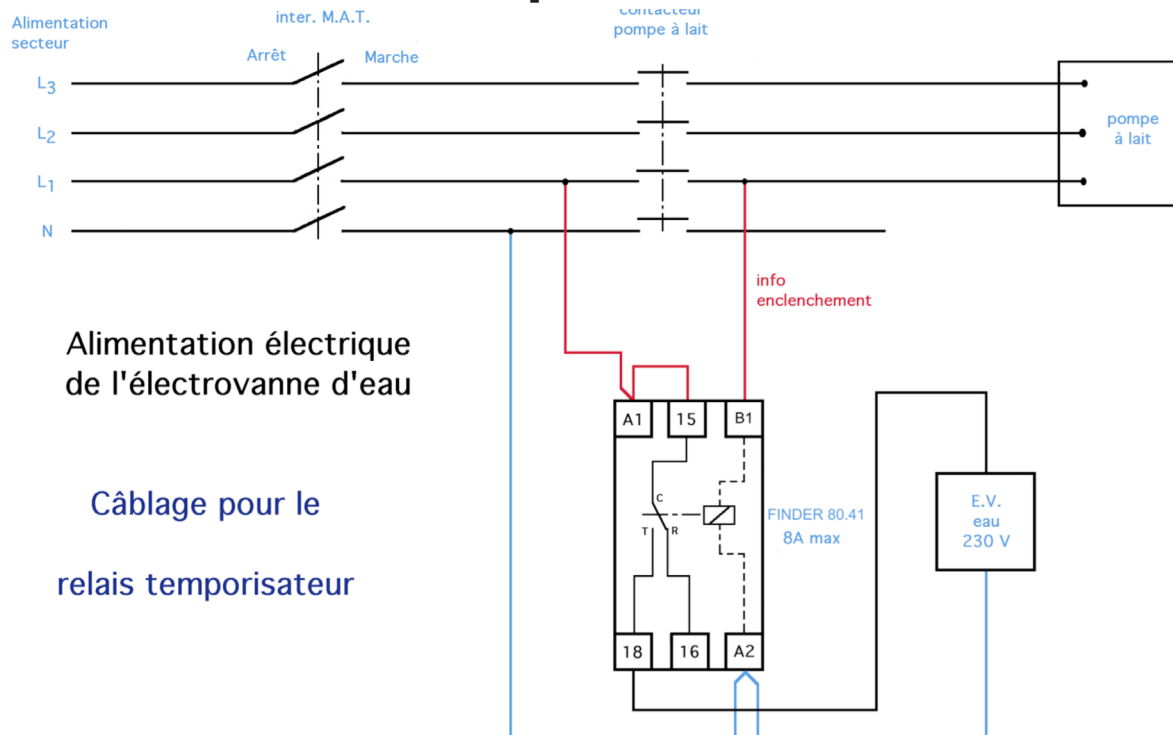 Alimentation
secteur
inter. M.A.T.
contacteur
pompe à lait
Arrêt
Marche
L3
L2
L1
N
pompe
à lait
info
enclenchement
Alimentation électrique
de l'électrovanne d'eau
Câblage pour le
relais temporisateur
A1
15
B1
C
T
R
FINDER 80.41
8A max
E.V.
eau
230 V
18
16
A2